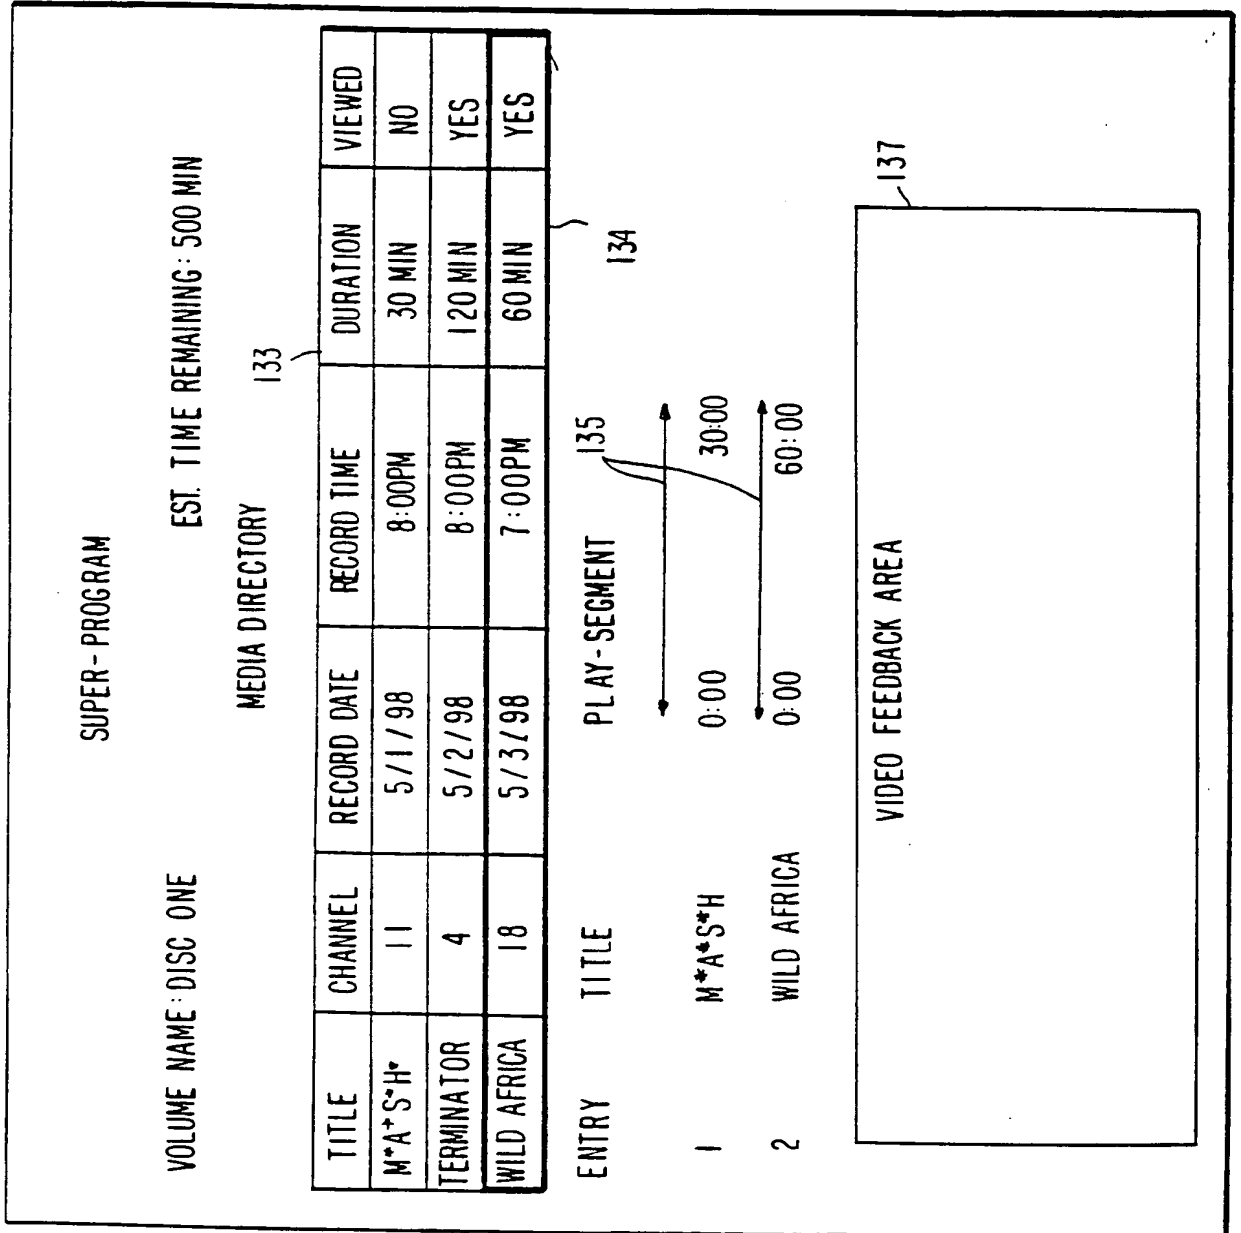 SUPER-PROGRAM
VOLUME NAME: DISC ONE EST. TIME REMAINING: 500 MIN
MEDIA DIRECTORY
133
TITLE CHANNEL RECORD DATE RECORD TIME DURATION VIEWED
M*A*S*H* 11 5/1/98 8:00PM 30 MIN NO
TERMINATOR 4 5/2/98 8:00PM 120 MIN YES
WILD AFRICA 18 5/3/98 7:00PM 60 MIN YES
134
ENTRY TITLE PLAY-SEGMENT 135
1 M*A*S*H 0:00 30:00
2 WILD AFRICA 0:00 60:00
137
VIDEO FEEDBACK AREA